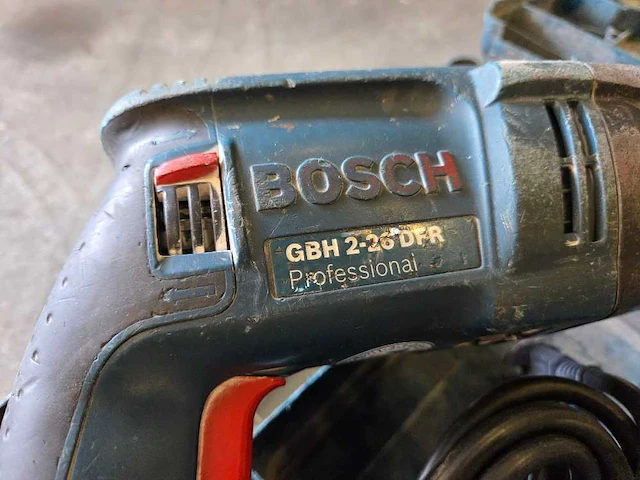 BOSCH
GBH 2-26 DFR
Professional